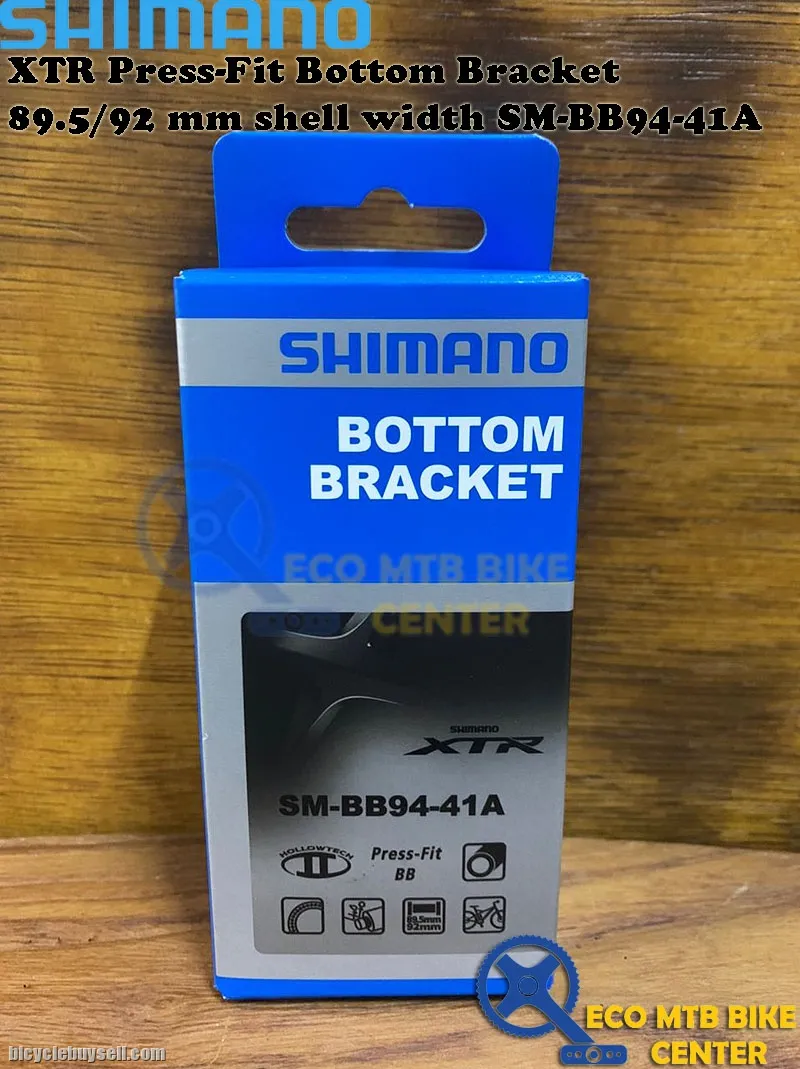 SHIMANO
XTR Press-Fit Bottom Bracket
89.5/92 mm shell width SM-BB94-41A
SHIMANO
BOTTOM
BRACKET
ECO MTB BIKE
CENTER
SHIMANO
XTR
SM-BB94-41A
HOLLOWTECH
II
Press-Fit
BB
89.5mm
92mm
ECO MTB BIKE
CENTER
bicyclebuysell.com